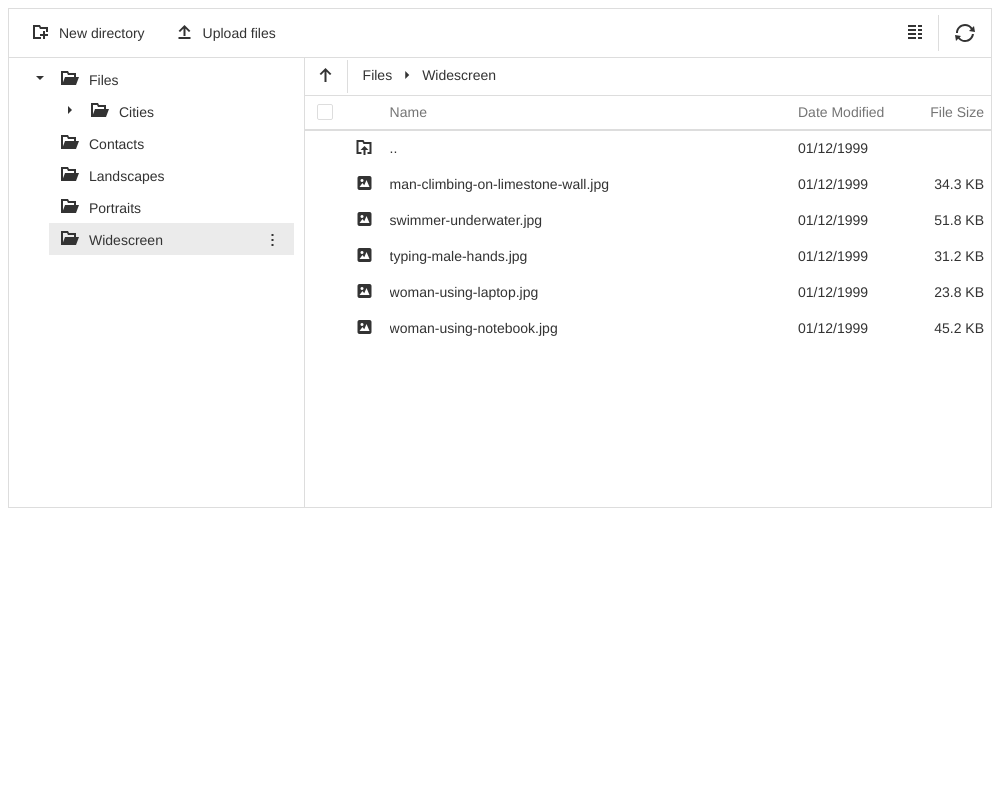 New directory Upload files
Files
Cities
Contacts
Landscapes
Portraits
Widescreen
Files Widescreen
Name Date Modified File Size
.. 01/12/1999
man-climbing-on-limestone-wall.jpg 01/12/1999 34.3 KB
swimmer-underwater.jpg 01/12/1999 51.8 KB
typing-male-hands.jpg 01/12/1999 31.2 KB
woman-using-laptop.jpg 01/12/1999 23.8 KB
woman-using-notebook.jpg 01/12/1999 45.2 KB